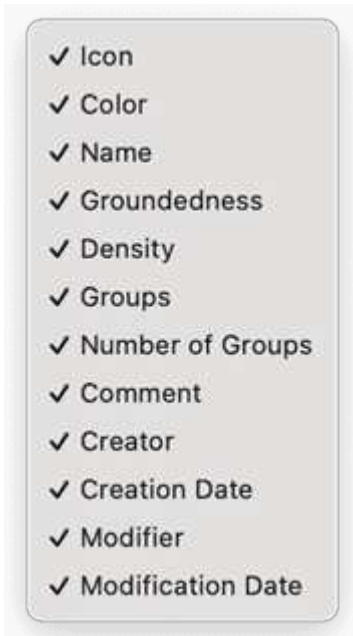 ✓ Icon
✓ Color
✓ Name
✓ Groundedness
✓ Density
✓ Groups
✓ Number of Groups
✓ Comment
✓ Creator
✓ Creation Date
✓ Modifier
✓ Modification Date